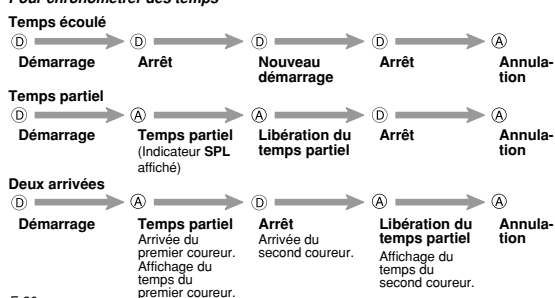 Pour chronométrer des temps
Temps écoulé
D D D D A
Démarrage Arrêt Nouveau démarrage Arrêt Annula-tion
Temps partiel
D A A D A
Démarrage Temps partiel (Indicateur SPL affiché) Libération du temps partiel Arrêt Annula-tion
Deux arrivées
D A D A A
Démarrage Temps partiel Arrêt Libération du temps partiel Annula-tion
Arrivée du premier coureur. Affichage du temps du premier coureur.
Arrivée du second coureur.
Affichage du temps du second coureur.